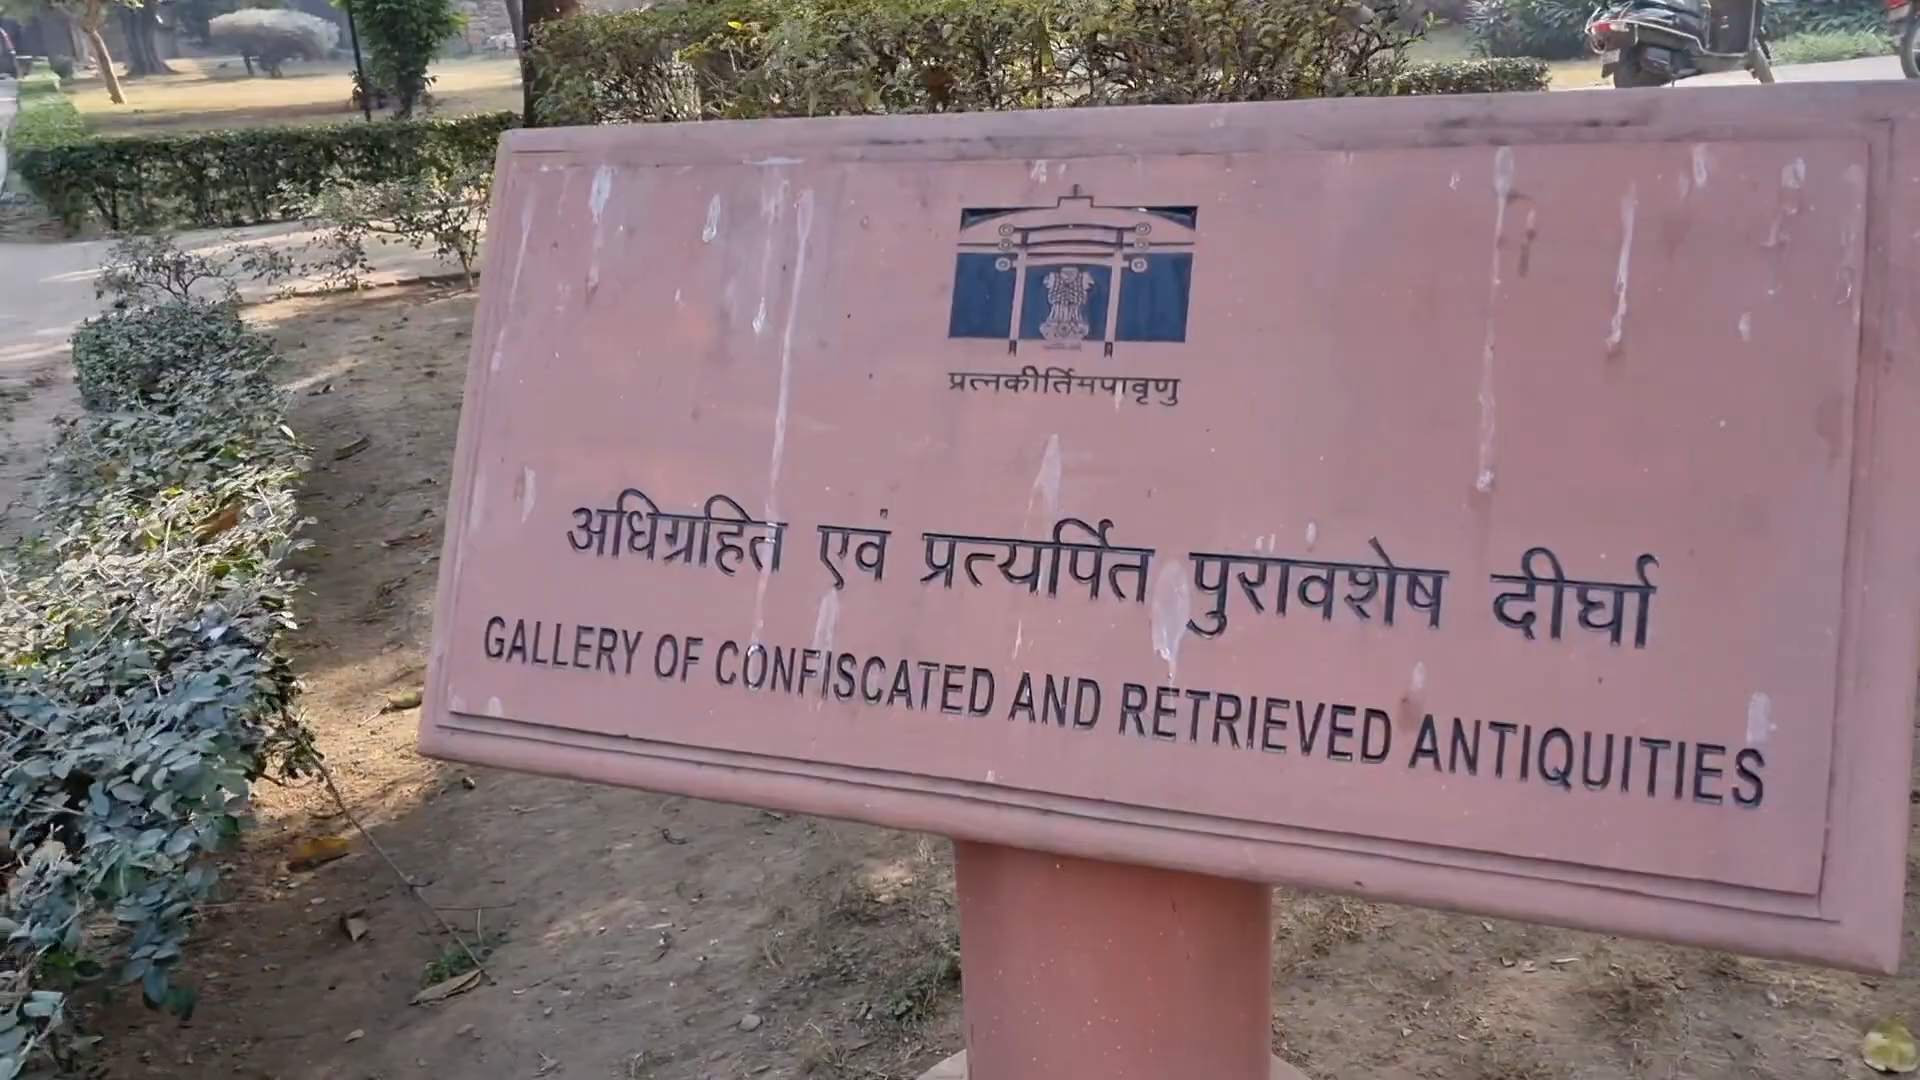 प्रत्नकीर्तिमपावृणु
अधिग्रहित एवं प्रत्यर्पित पुरावशेष दीर्घा
GALLERY OF CONFISCATED AND RETRIEVED ANTIQUITIES